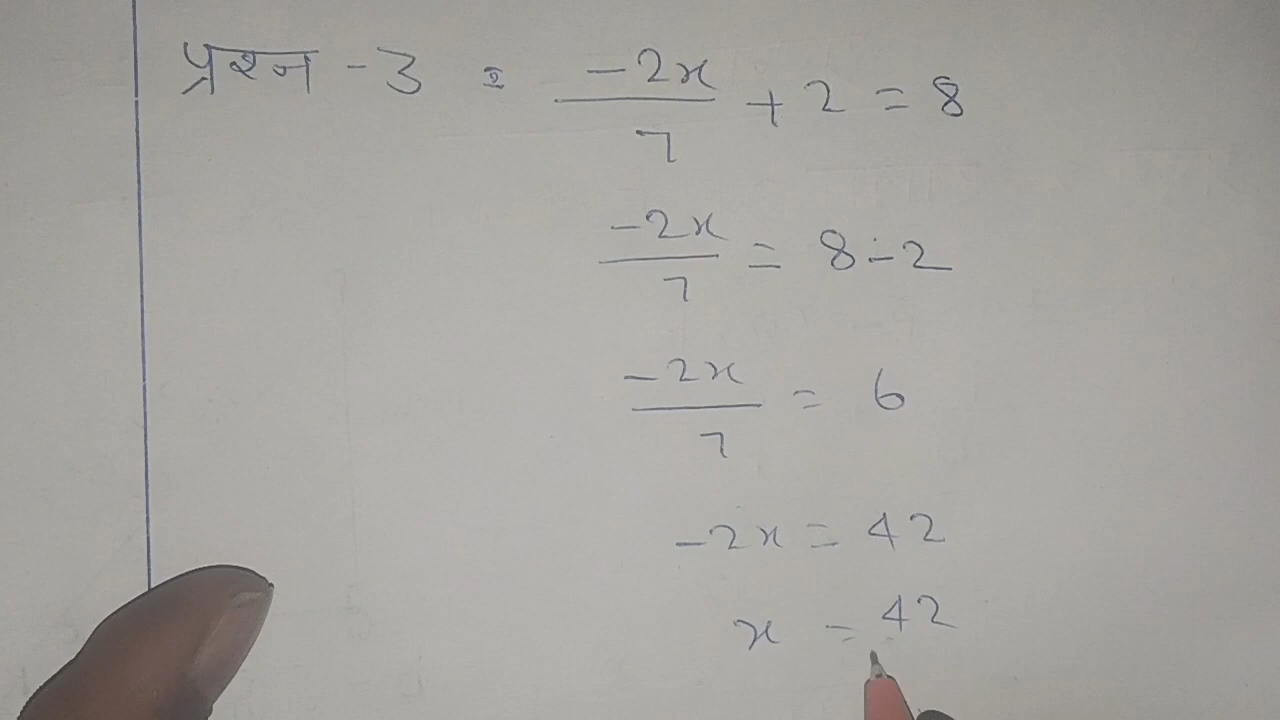 प्रश्न -3 = -2x/7 + 2 = 8
-2x/7 = 8-2
-2x/7 = 6
-2x = 42
x = 42